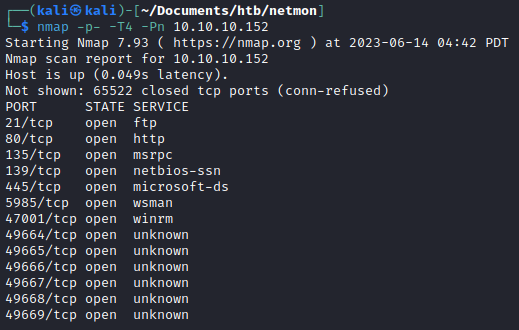 ┌──(kali㉿kali)-[~/Documents/htb/netmon]
└─$ nmap -p- -T4 -Pn 10.10.10.152
Starting Nmap 7.93 ( https://nmap.org ) at 2023-06-14 04:42 PDT
Nmap scan report for 10.10.10.152
Host is up (0.049s latency).
Not shown: 65522 closed tcp ports (conn-refused)
PORT      STATE SERVICE
21/tcp    open  ftp
80/tcp    open  http
135/tcp   open  msrpc
139/tcp   open  netbios-ssn
445/tcp   open  microsoft-ds
5985/tcp  open  wsman
47001/tcp open  winrm
49664/tcp open  unknown
49665/tcp open  unknown
49666/tcp open  unknown
49667/tcp open  unknown
49668/tcp open  unknown
49669/tcp open  unknown